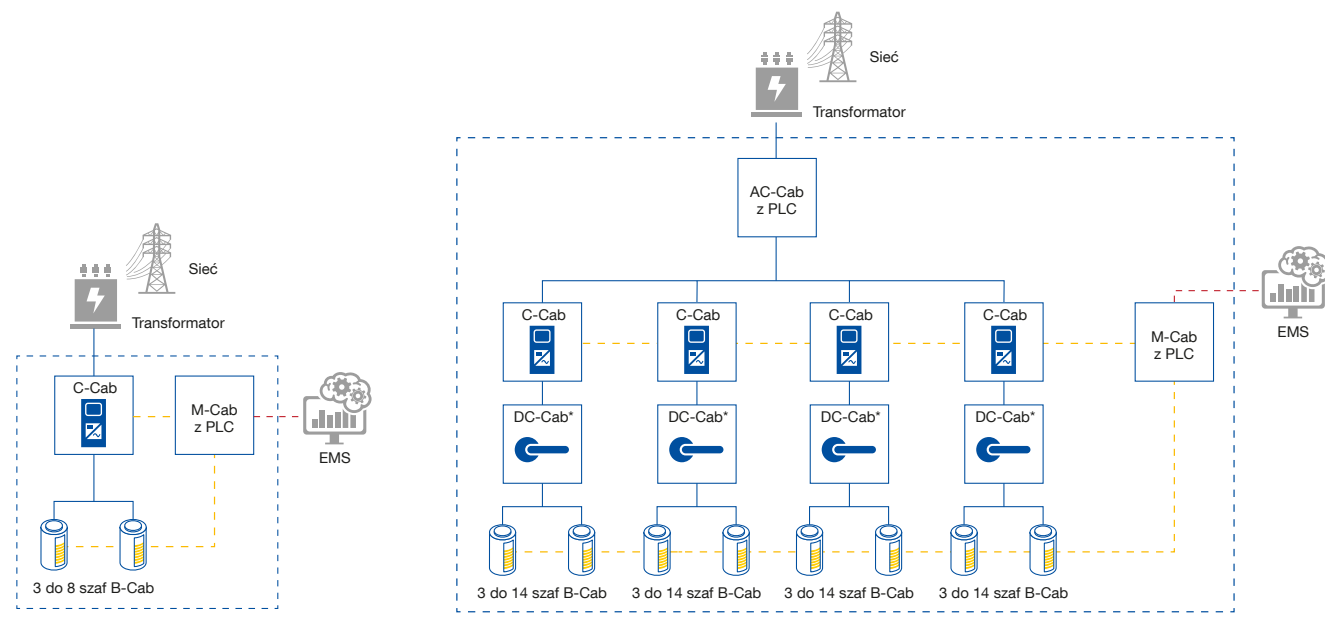 Sieć
Transformator
C-Cab
M-Cab
z PLC
EMS
3 do 8 szaf B-Cab
Sieć
Transformator
AC-Cab
z PLC
C-Cab
C-Cab
C-Cab
C-Cab
M-Cab
z PLC
EMS
DC-Cab*
DC-Cab*
DC-Cab*
DC-Cab*
3 do 14 szaf B-Cab
3 do 14 szaf B-Cab
3 do 14 szaf B-Cab
3 do 14 szaf B-Cab